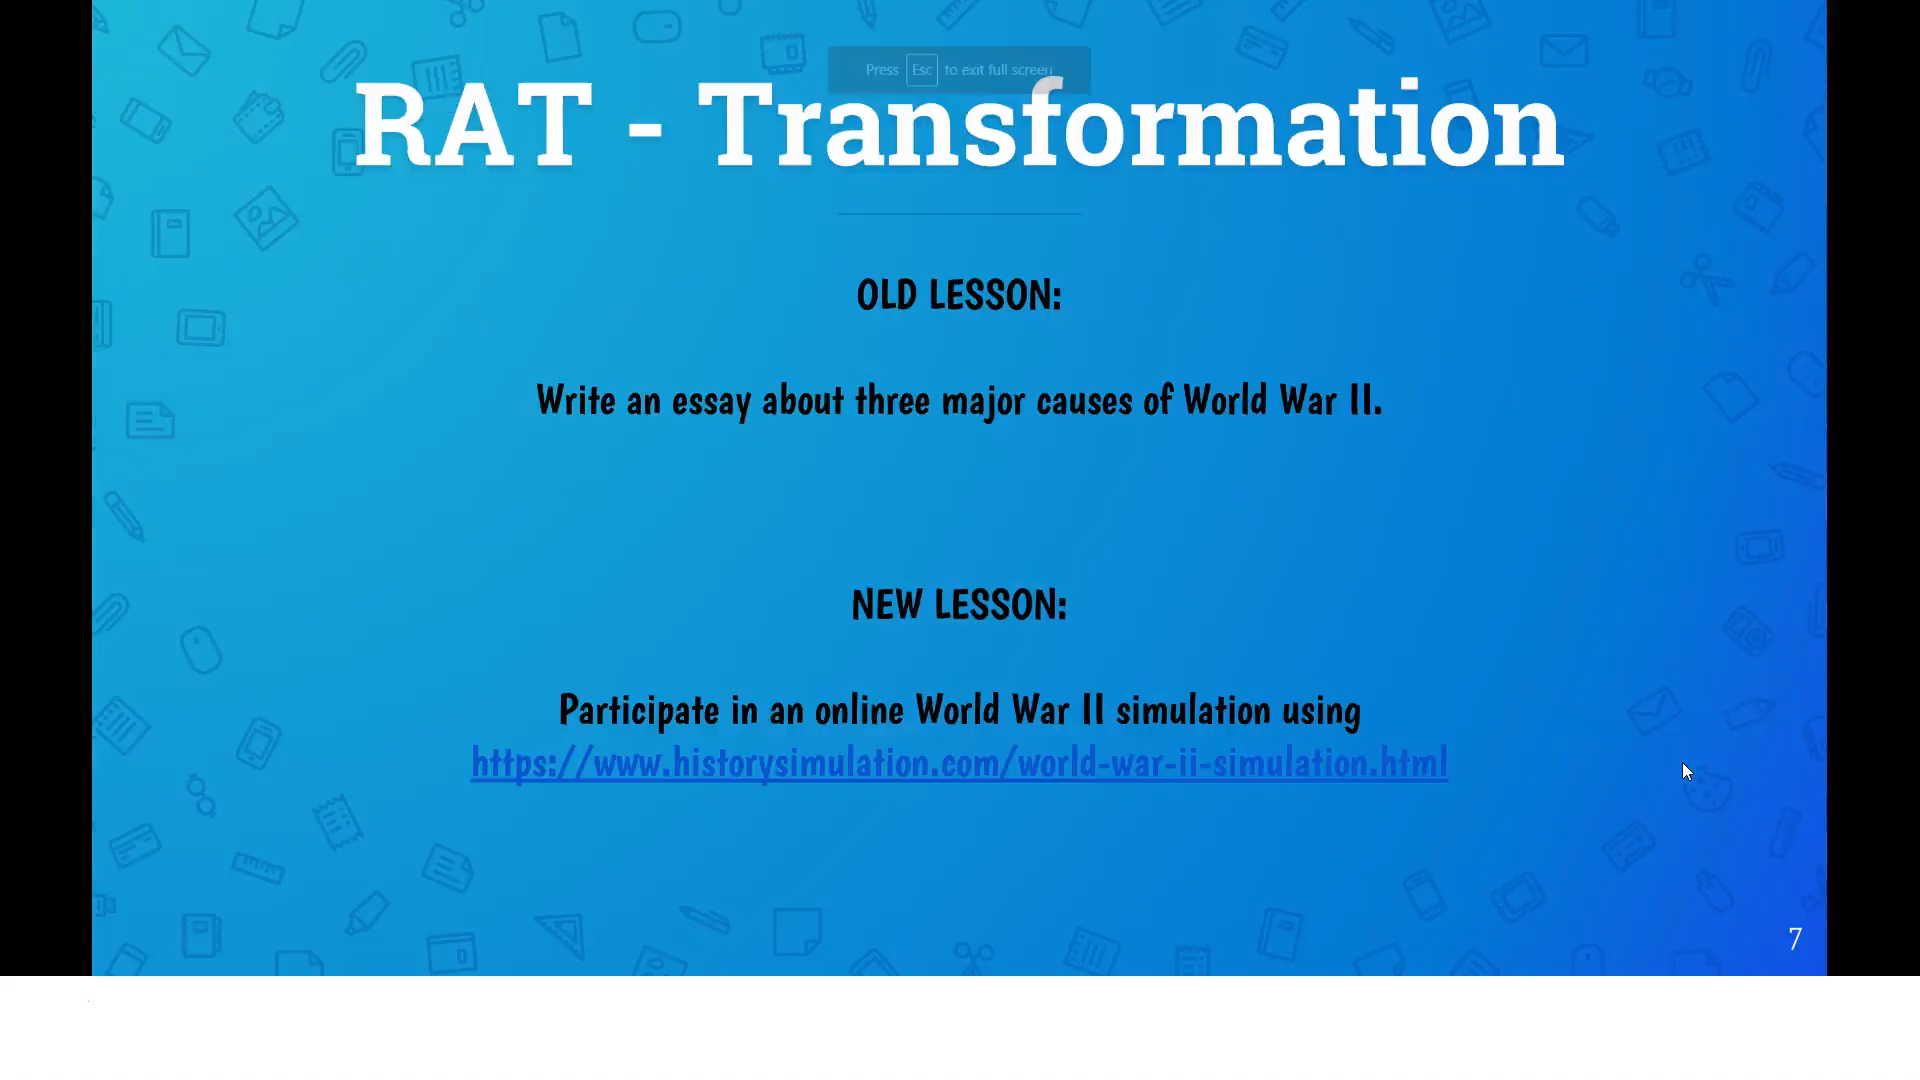 Press Esc to exit full screen
RAT - Transformation
OLD LESSON:
Write an essay about three major causes of World War II.
NEW LESSON:
Participate in an online World War II simulation using
https://www.historysimulation.com/world-war-ii-simulation.html
7